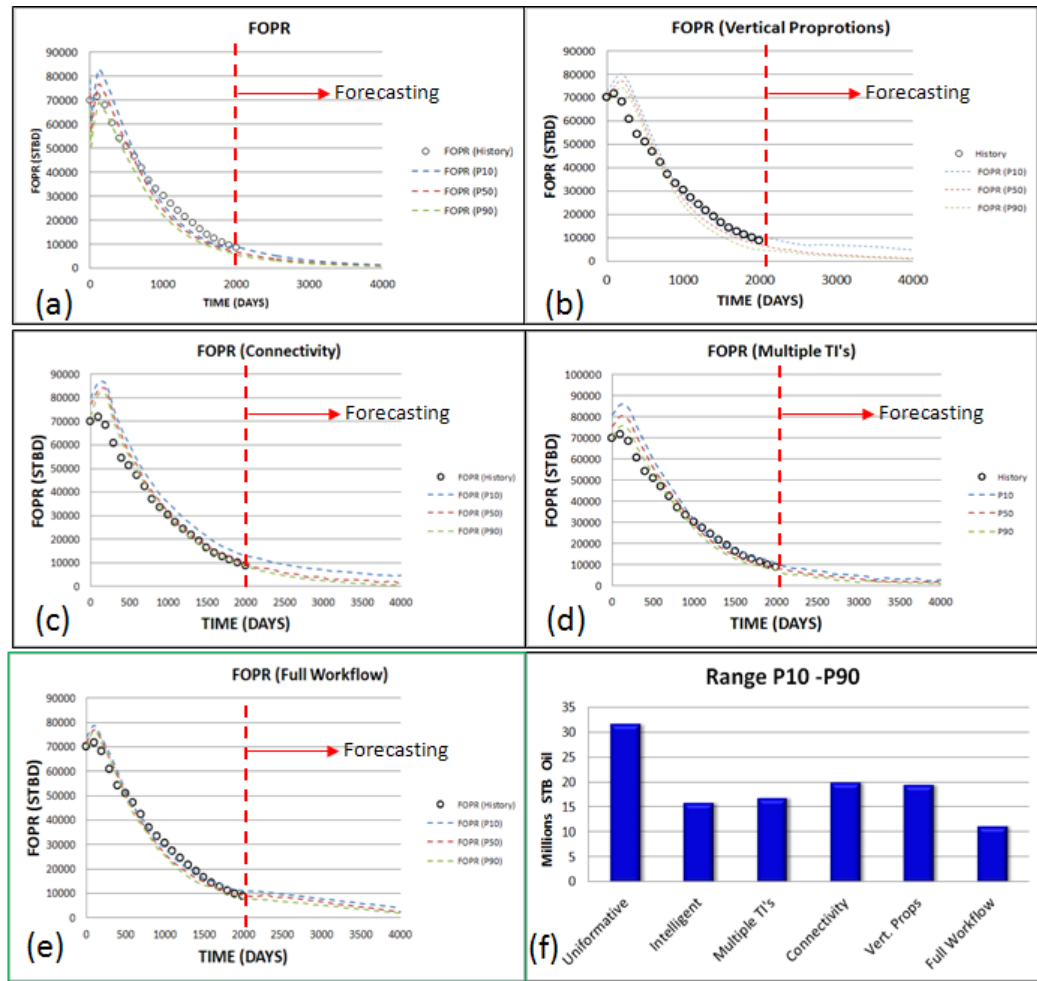 FOPR
90000
80000
70000
60000
50000
40000
30000
20000
10000
0
FOPR (STBD)
0
1000
2000
3000
4000
TIME (DAYS)
Forecasting
FOPR (History)
FOPR (P10)
FOPR (P50)
FOPR (P90)
(a)
FOPR (Vertical Proprotions)
90000
80000
70000
60000
50000
40000
30000
20000
10000
0
FOPR (STBD)
0
1000
2000
3000
4000
TIME (DAYS)
Forecasting
History
FOPR (P10)
FOPR (P50)
FOPR (P90)
(b)
FOPR (Connectivity)
90000
80000
70000
60000
50000
40000
30000
20000
10000
0
FOPR (STBD)
0
500
1000
1500
2000
2500
3000
3500
4000
TIME (DAYS)
Forecasting
FOPR (History)
FOPR (P10)
FOPR (P50)
FOPR (P90)
(c)
FOPR (Multiple TI's)
100000
90000
80000
70000
60000
50000
40000
30000
20000
10000
0
FOPR (STBD)
0
500
1000
1500
2000
2500
3000
3500
4000
TIME (DAYS)
Forecasting
History
P10
P50
P90
(d)
FOPR (Full Workflow)
90000
80000
70000
60000
50000
40000
30000
20000
10000
0
FOPR (STBD)
0
500
1000
1500
2000
2500
3000
3500
4000
TIME (DAYS)
Forecasting
FOPR (History)
FOPR (P10)
FOPR (P50)
FOPR (P90)
(e)
Range P10 -P90
35
30
25
20
15
10
5
0
Millions STB Oil
Uniformative
Intelligent
Multiple TI's
Connectivity
Vert. Props
Full Workflow
(f)